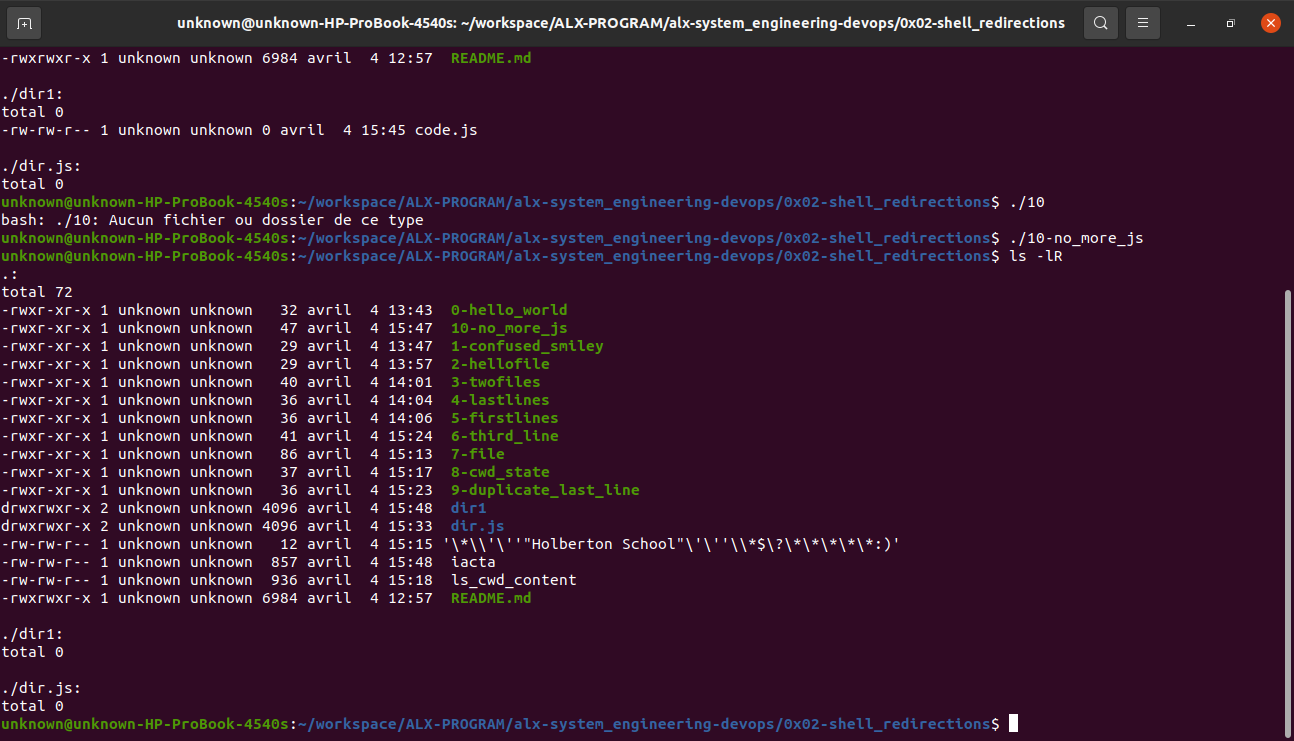 unknown@unknown-HP-ProBook-4540s: ~/workspace/ALX-PROGRAM/alx-system_engineering-devops/0x02-shell_redirections
-rwxrwxr-x 1 unknown unknown 6984 avril  4 12:57  README.md
./dir1:
total 0
-rw-rw-r-- 1 unknown unknown 0 avril  4 15:45 code.js
./dir.js:
total 0
unknown@unknown-HP-ProBook-4540s:~/workspace/ALX-PROGRAM/alx-system_engineering-devops/0x02-shell_redirections$ ./10
bash: ./10: Aucun fichier ou dossier de ce type
unknown@unknown-HP-ProBook-4540s:~/workspace/ALX-PROGRAM/alx-system_engineering-devops/0x02-shell_redirections$ ./10-no_more_js
unknown@unknown-HP-ProBook-4540s:~/workspace/ALX-PROGRAM/alx-system_engineering-devops/0x02-shell_redirections$ ls -lR
.:
total 72
-rwxr-xr-x 1 unknown unknown   32 avril  4 13:43  0-hello_world
-rwxr-xr-x 1 unknown unknown   47 avril  4 15:47  10-no_more_js
-rwxr-xr-x 1 unknown unknown   29 avril  4 13:47  1-confused_smiley
-rwxr-xr-x 1 unknown unknown   29 avril  4 13:57  2-hellofile
-rwxr-xr-x 1 unknown unknown   40 avril  4 14:01  3-twofiles
-rwxr-xr-x 1 unknown unknown   36 avril  4 14:04  4-lastlines
-rwxr-xr-x 1 unknown unknown   36 avril  4 14:06  5-firstlines
-rwxr-xr-x 1 unknown unknown   41 avril  4 15:24  6-third_line
-rwxr-xr-x 1 unknown unknown   86 avril  4 15:13  7-file
-rwxr-xr-x 1 unknown unknown   37 avril  4 15:17  8-cwd_state
-rwxr-xr-x 1 unknown unknown   36 avril  4 15:23  9-duplicate_last_line
drwxrwxr-x 2 unknown unknown 4096 avril  4 15:48  dir1
drwxrwxr-x 2 unknown unknown 4096 avril  4 15:33  dir.js
-rw-rw-r-- 1 unknown unknown   12 avril  4 15:15 '\*\\'\''"Holberton School"\'\''\\*$\?\*\*\*\*\*:)'
-rw-rw-r-- 1 unknown unknown  857 avril  4 15:48  iacta
-rw-rw-r-- 1 unknown unknown  936 avril  4 15:18  ls_cwd_content
-rwxrwxr-x 1 unknown unknown 6984 avril  4 12:57  README.md
./dir1:
total 0
./dir.js:
total 0
unknown@unknown-HP-ProBook-4540s:~/workspace/ALX-PROGRAM/alx-system_engineering-devops/0x02-shell_redirections$